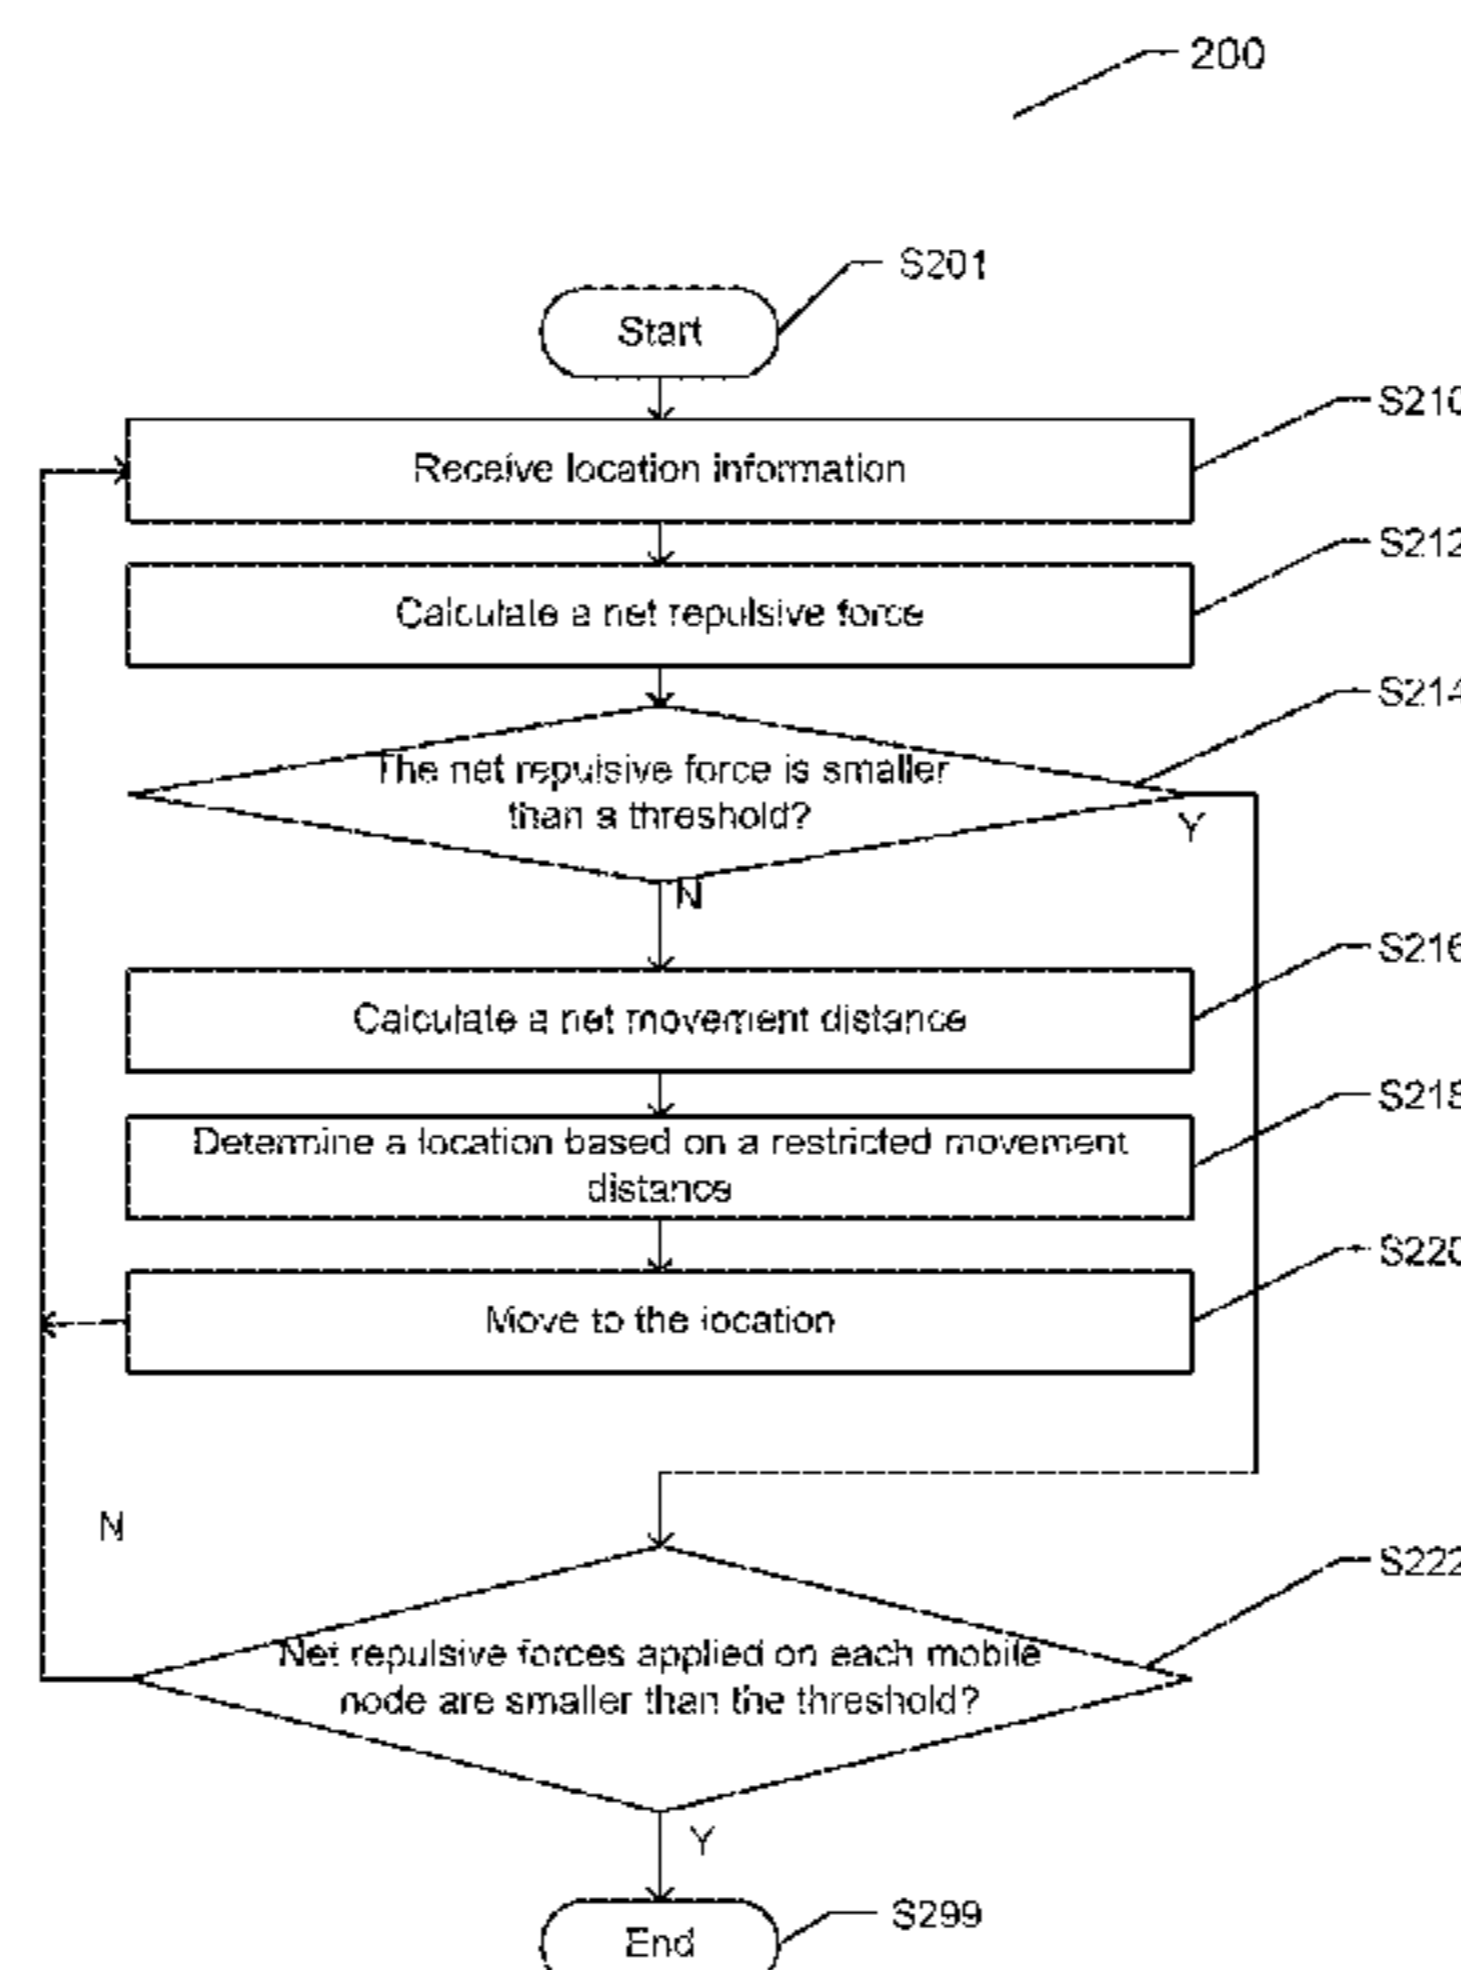 200
S201
Start
S210
Receive location information
S212
Calculate a net repulsive force
S214
The net repulsive force is smaller
than a threshold?
Y
N
S216
Calculate a net movement distance
S218
Determine a location based on a restricted movement
distance
S220
Move to the location
N
S222
Net repulsive forces applied on each mobile
node are smaller than the threshold?
Y
S299
End